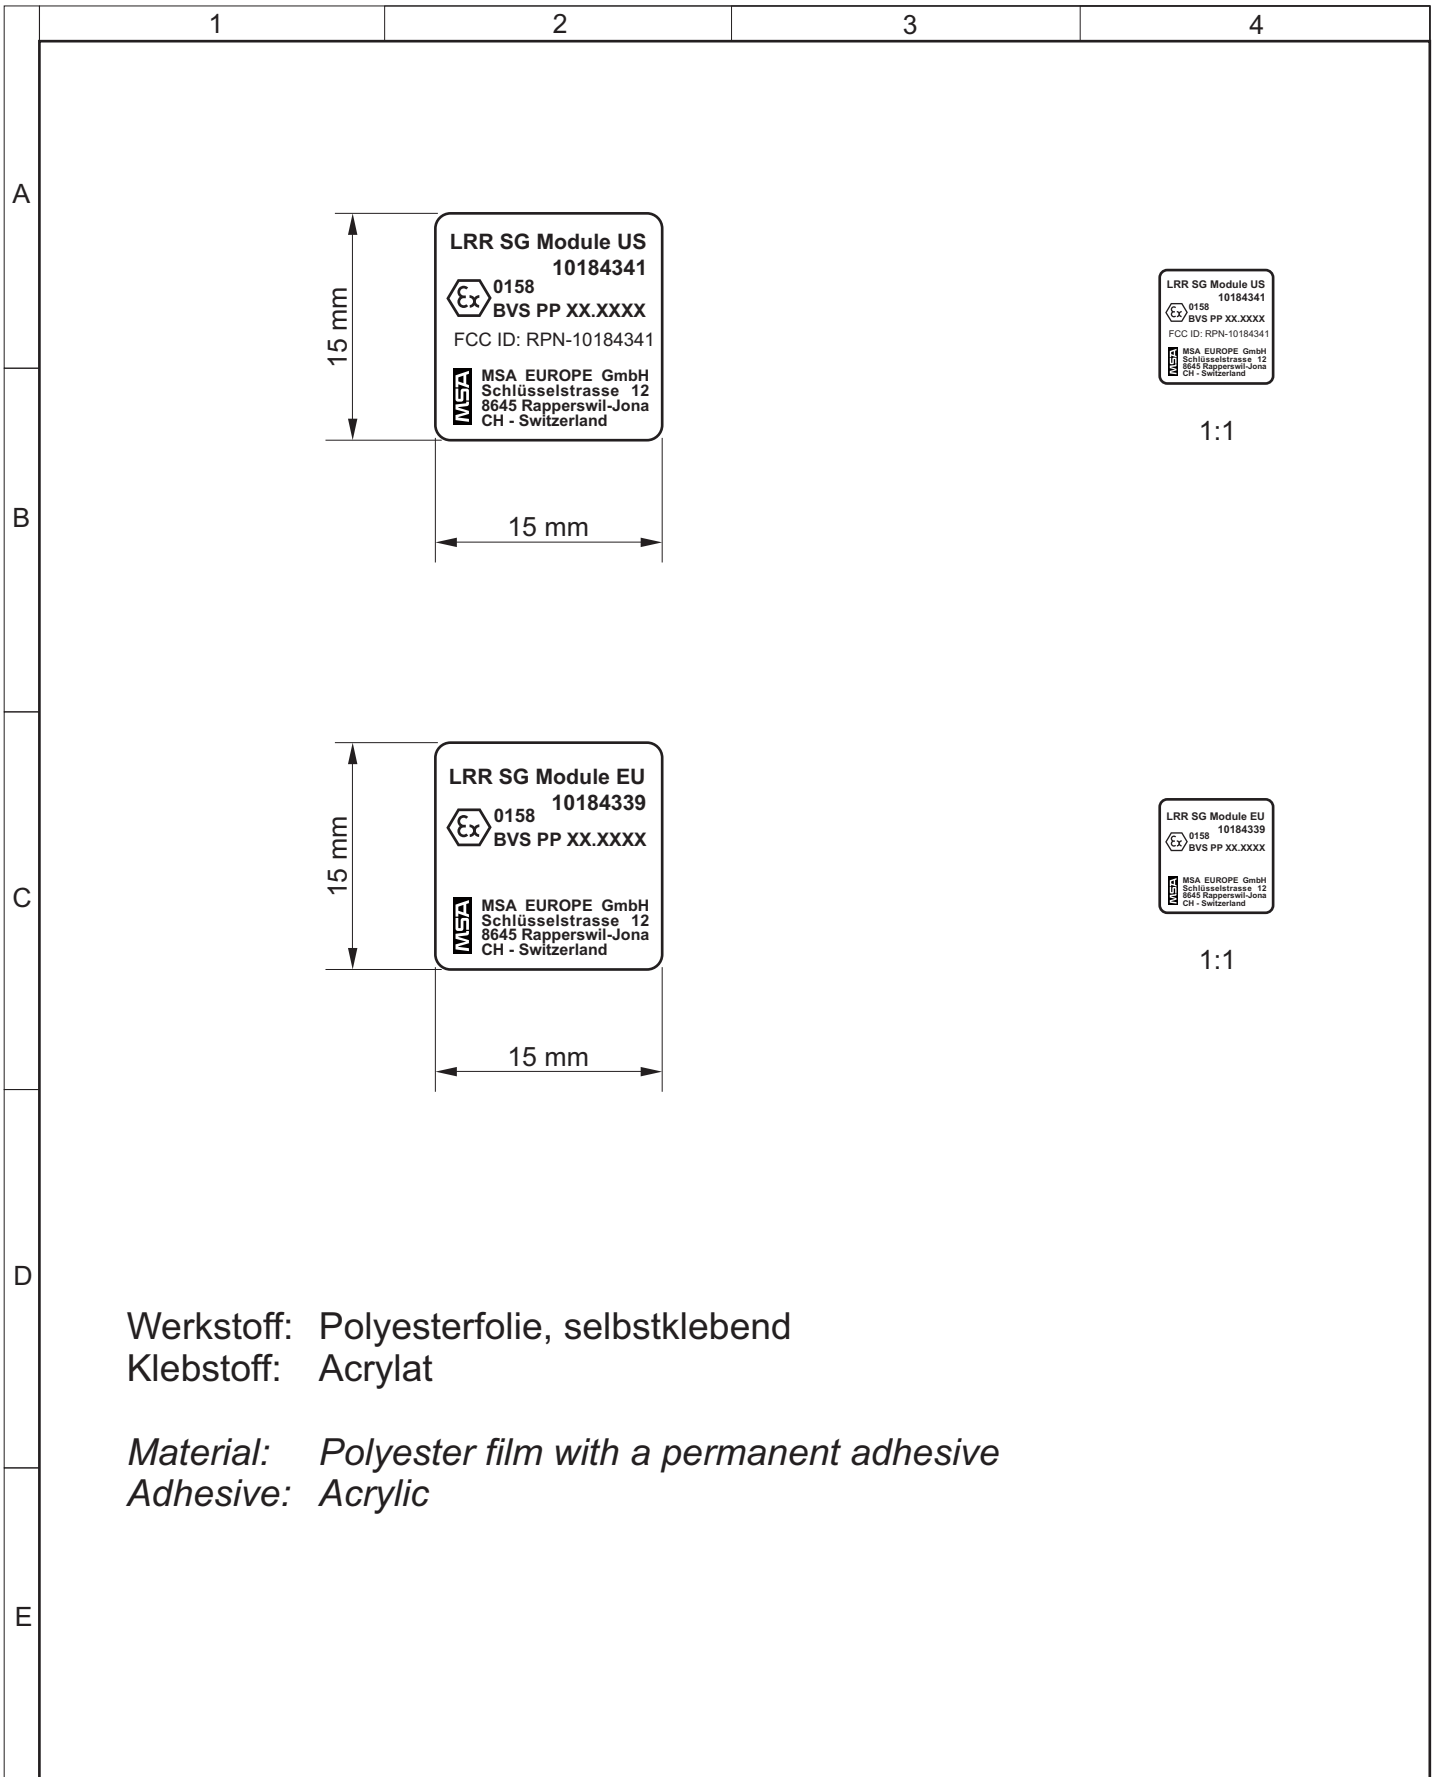 1 2 3 4
A
B
C
D
E
15 mm
LRR SG Module US
10184341
Ex 0158
BVS PP XX.XXXX
FCC ID: RPN-10184341
MSA
MSA EUROPE GmbH
Schlüsselstrasse 12
8645 Rapperswil-Jona
CH - Switzerland
15 mm
LRR SG Module US
10184341
Ex 0158
BVS PP XX.XXXX
FCC ID: RPN-10184341
MSA
MSA EUROPE GmbH
Schlüsselstrasse 12
8645 Rapperswil-Jona
CH - Switzerland
1:1
15 mm
LRR SG Module EU
10184339
Ex 0158
BVS PP XX.XXXX
MSA
MSA EUROPE GmbH
Schlüsselstrasse 12
8645 Rapperswil-Jona
CH - Switzerland
15 mm
LRR SG Module EU
10184339
Ex 0158
BVS PP XX.XXXX
MSA
MSA EUROPE GmbH
Schlüsselstrasse 12
8645 Rapperswil-Jona
CH - Switzerland
1:1
Werkstoff: Polyesterfolie, selbstklebend
Klebstoff: Acrylat
Material: Polyester film with a permanent adhesive
Adhesive: Acrylic